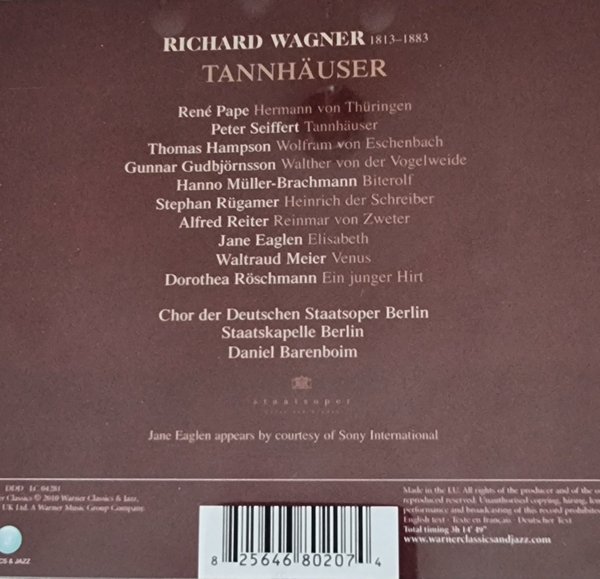 RICHARD WAGNER 1813–1883
TANNHÄUSER
René Pape Hermann von Thüringen
Peter Seiffert Tannhäuser
Thomas Hampson Wolfram von Eschenbach
Gunnar Gudbjörnsson Walther von der Vogelweide
Hanno Müller-Brachmann Biterolf
Stephan Rügamer Heinrich der Schreiber
Alfred Reiter Reinmar von Zweter
Jane Eaglen Elisabeth
Waltraud Meier Venus
Dorothea Röschmann Ein junger Hirt
Chor der Deutschen Staatsoper Berlin
Staatskapelle Berlin
Daniel Barenboim
staatsoper
Jane Eaglen appears by courtesy of Sony International
DDD LC 04281
Classics © 2010 Warner Classics & Jazz,
UK Ltd. A Warner Music Group Company.
CS & JAZZ
Made in the EU. All rights of the producer and of the
reproduced reserved. Unauthorised copying, hiring,
performance and broadcasting of this record prohibited
English text · Texte en français · Deutscher Text
Total timing 3h 14' 49"
www.warnerclassicsandjazz.com
8 25646 80207 4